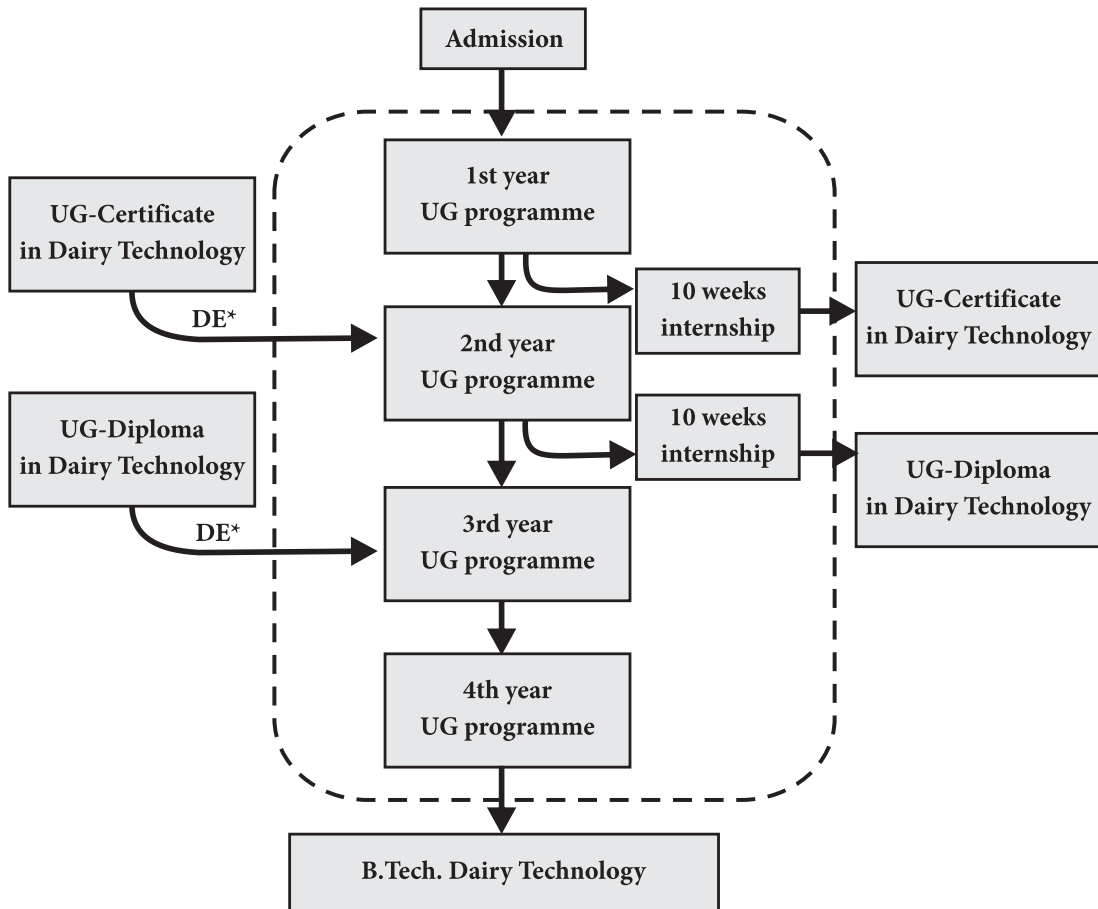 Admission
1st year
UG programme
UG-Certificate
in Dairy Technology
DE*
10 weeks
internship
UG-Certificate
in Dairy Technology
2nd year
UG programme
UG-Diploma
in Dairy Technology
DE*
10 weeks
internship
UG-Diploma
in Dairy Technology
3rd year
UG programme
4th year
UG programme
B.Tech. Dairy Technology